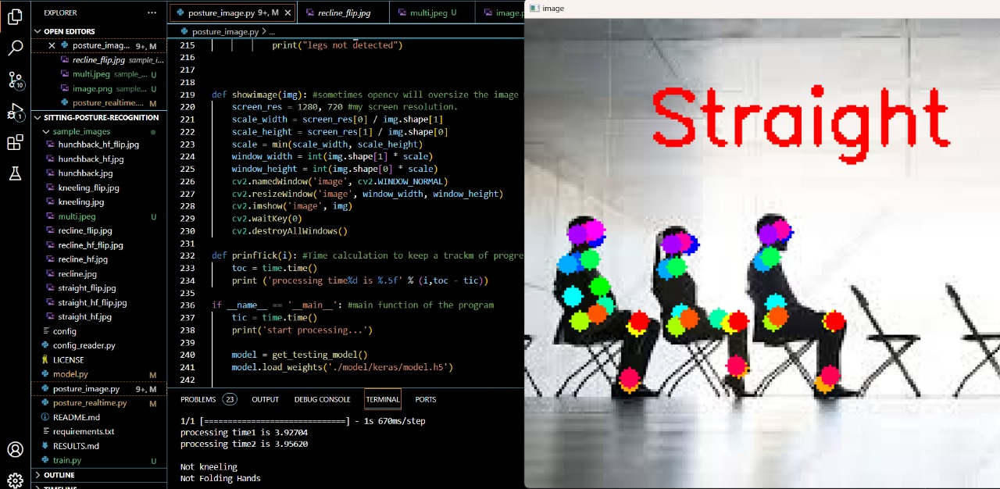 EXPLORER
OPEN EDITORS
posture_imag... 9+, M
recline_flip.jpg sample_i...
multi.jpeg sample_... U
image.png sample... U
posture_realtime.... M
SITTING-POSTURE-RECOGNITION
sample_images
hunchback_hf_flip.jpg
hunchback_hf.jpg
hunchback.jpg
kneeling_flip.jpg
kneeling.jpg
multi.jpeg U
recline_flip.jpg
recline_hf_flip.jpg
recline_hf.jpg
recline.jpg
straight_flip.jpg
straight_hf_flip.jpg
straight_hf.jpg
config
config_reader.py
LICENSE
model.py M
posture_image.py 9+, M
posture_realtime.py M
README.md
requirements.txt
RESULTS.md
train.py U
OUTLINE
TIMELINE
10
1
posture_image.py 9+, M
recline_flip.jpg
multi.jpeg U
image.p
posture_image.py > ...
215 print("legs not detected")
216
217
218
219 def showimage(img): #sometimes opencv will oversize the image
220 screen_res = 1280, 720 #my screen resolution.
221 scale_width = screen_res[0] / img.shape[1]
222 scale_height = screen_res[1] / img.shape[0]
223 scale = min(scale_width, scale_height)
224 window_width = int(img.shape[1] * scale)
225 window_height = int(img.shape[0] * scale)
226 cv2.namedWindow('image', cv2.WINDOW_NORMAL)
227 cv2.resizeWindow('image', window_width, window_height)
228 cv2.imshow('image', img)
229 cv2.waitKey(0)
230 cv2.destroyAllWindows()
231
232 def prinfTick(i): #Time calculation to keep a trackm of progre
233 toc = time.time()
234 print ('processing time%d is %.5f' % (i,toc - tic))
235
236 if __name__ == '__main__': #main function of the program
237 tic = time.time()
238 print('start processing...')
239
240 model = get_testing_model()
241 model.load_weights('./model/keras/model.h5')
242
PROBLEMS 23 OUTPUT DEBUG CONSOLE TERMINAL PORTS
1/1 [==============================] - 1s 670ms/step
processing time1 is 3.92704
processing time2 is 3.95620
Not kneeling
Not Folding Hands
image
Straight